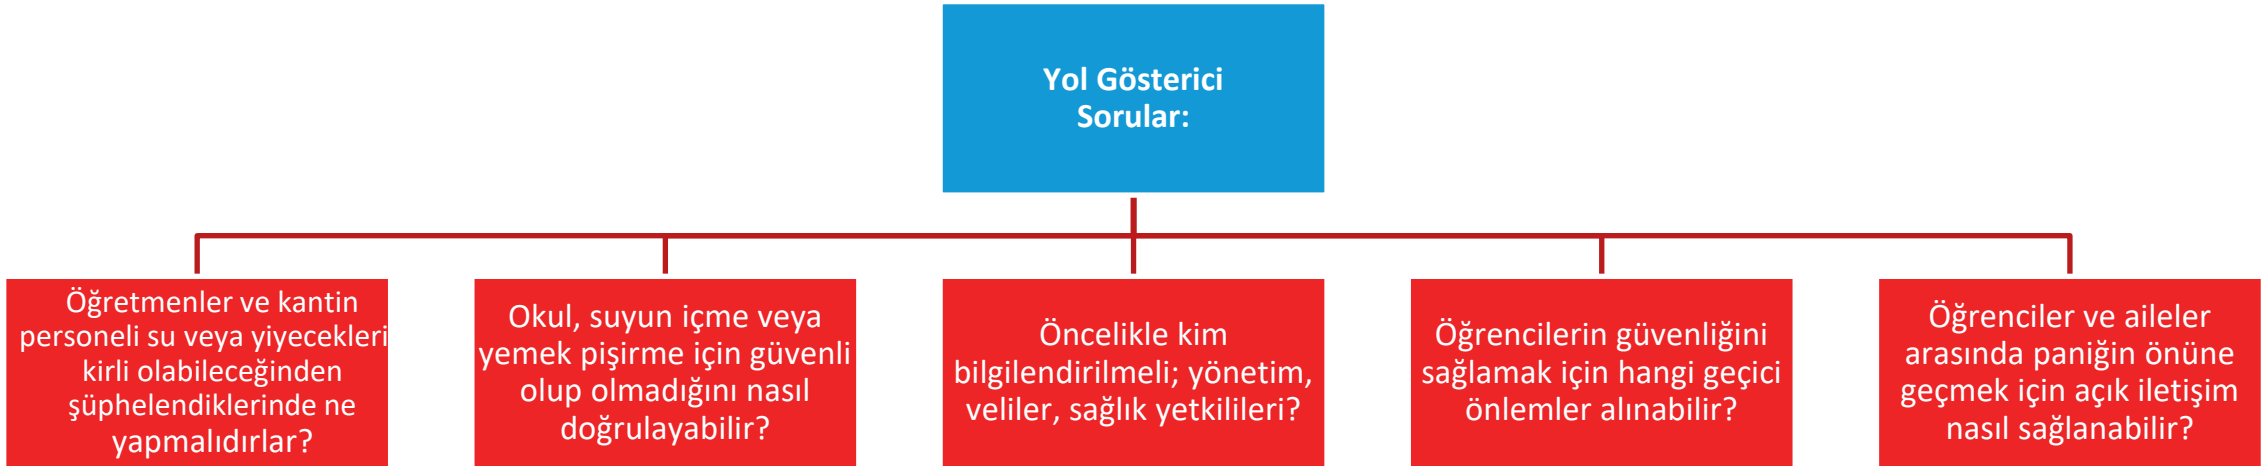 Yol Gösterici
Sorular:
Öğretmenler ve kantin
personeli su veya yiyecekleri
kirli olabileceğinden
şüphelendiklerinde ne
yapmalıdırlar?
Okul, suyun içme veya
yemek pişirme için güvenli
olup olmadığını nasıl
doğrulayabilir?
Öncelikle kim
bilgilendirilmeli; yönetim,
veliler, sağlık yetkilileri?
Öğrencilerin güvenliğini
sağlamak için hangi geçici
önlemler alınabilir?
Öğrenciler ve aileler
arasında paniğin önüne
geçmek için açık iletişim
nasıl sağlanabilir?